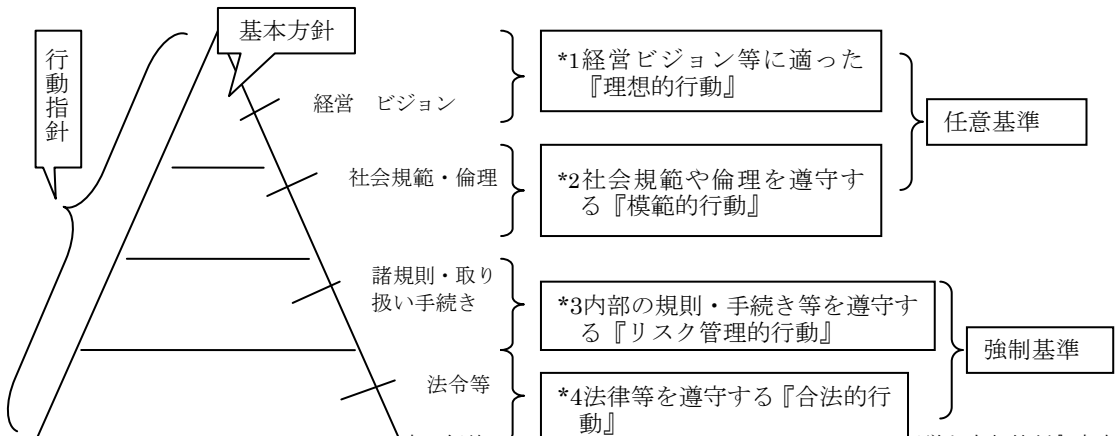 基本方針
行動指針
経営 ビジョン
*1経営ビジョン等に適った
『理想的行動』
任意基準
社会規範・倫理
*2社会規範や倫理を遵守す
る『模範的行動』
諸規則・取り
扱い手続き
*3内部の規則・手続き等を遵守す
る『リスク管理的行動』
強制基準
法令等
*4法律等を遵守する『合法的行
動』